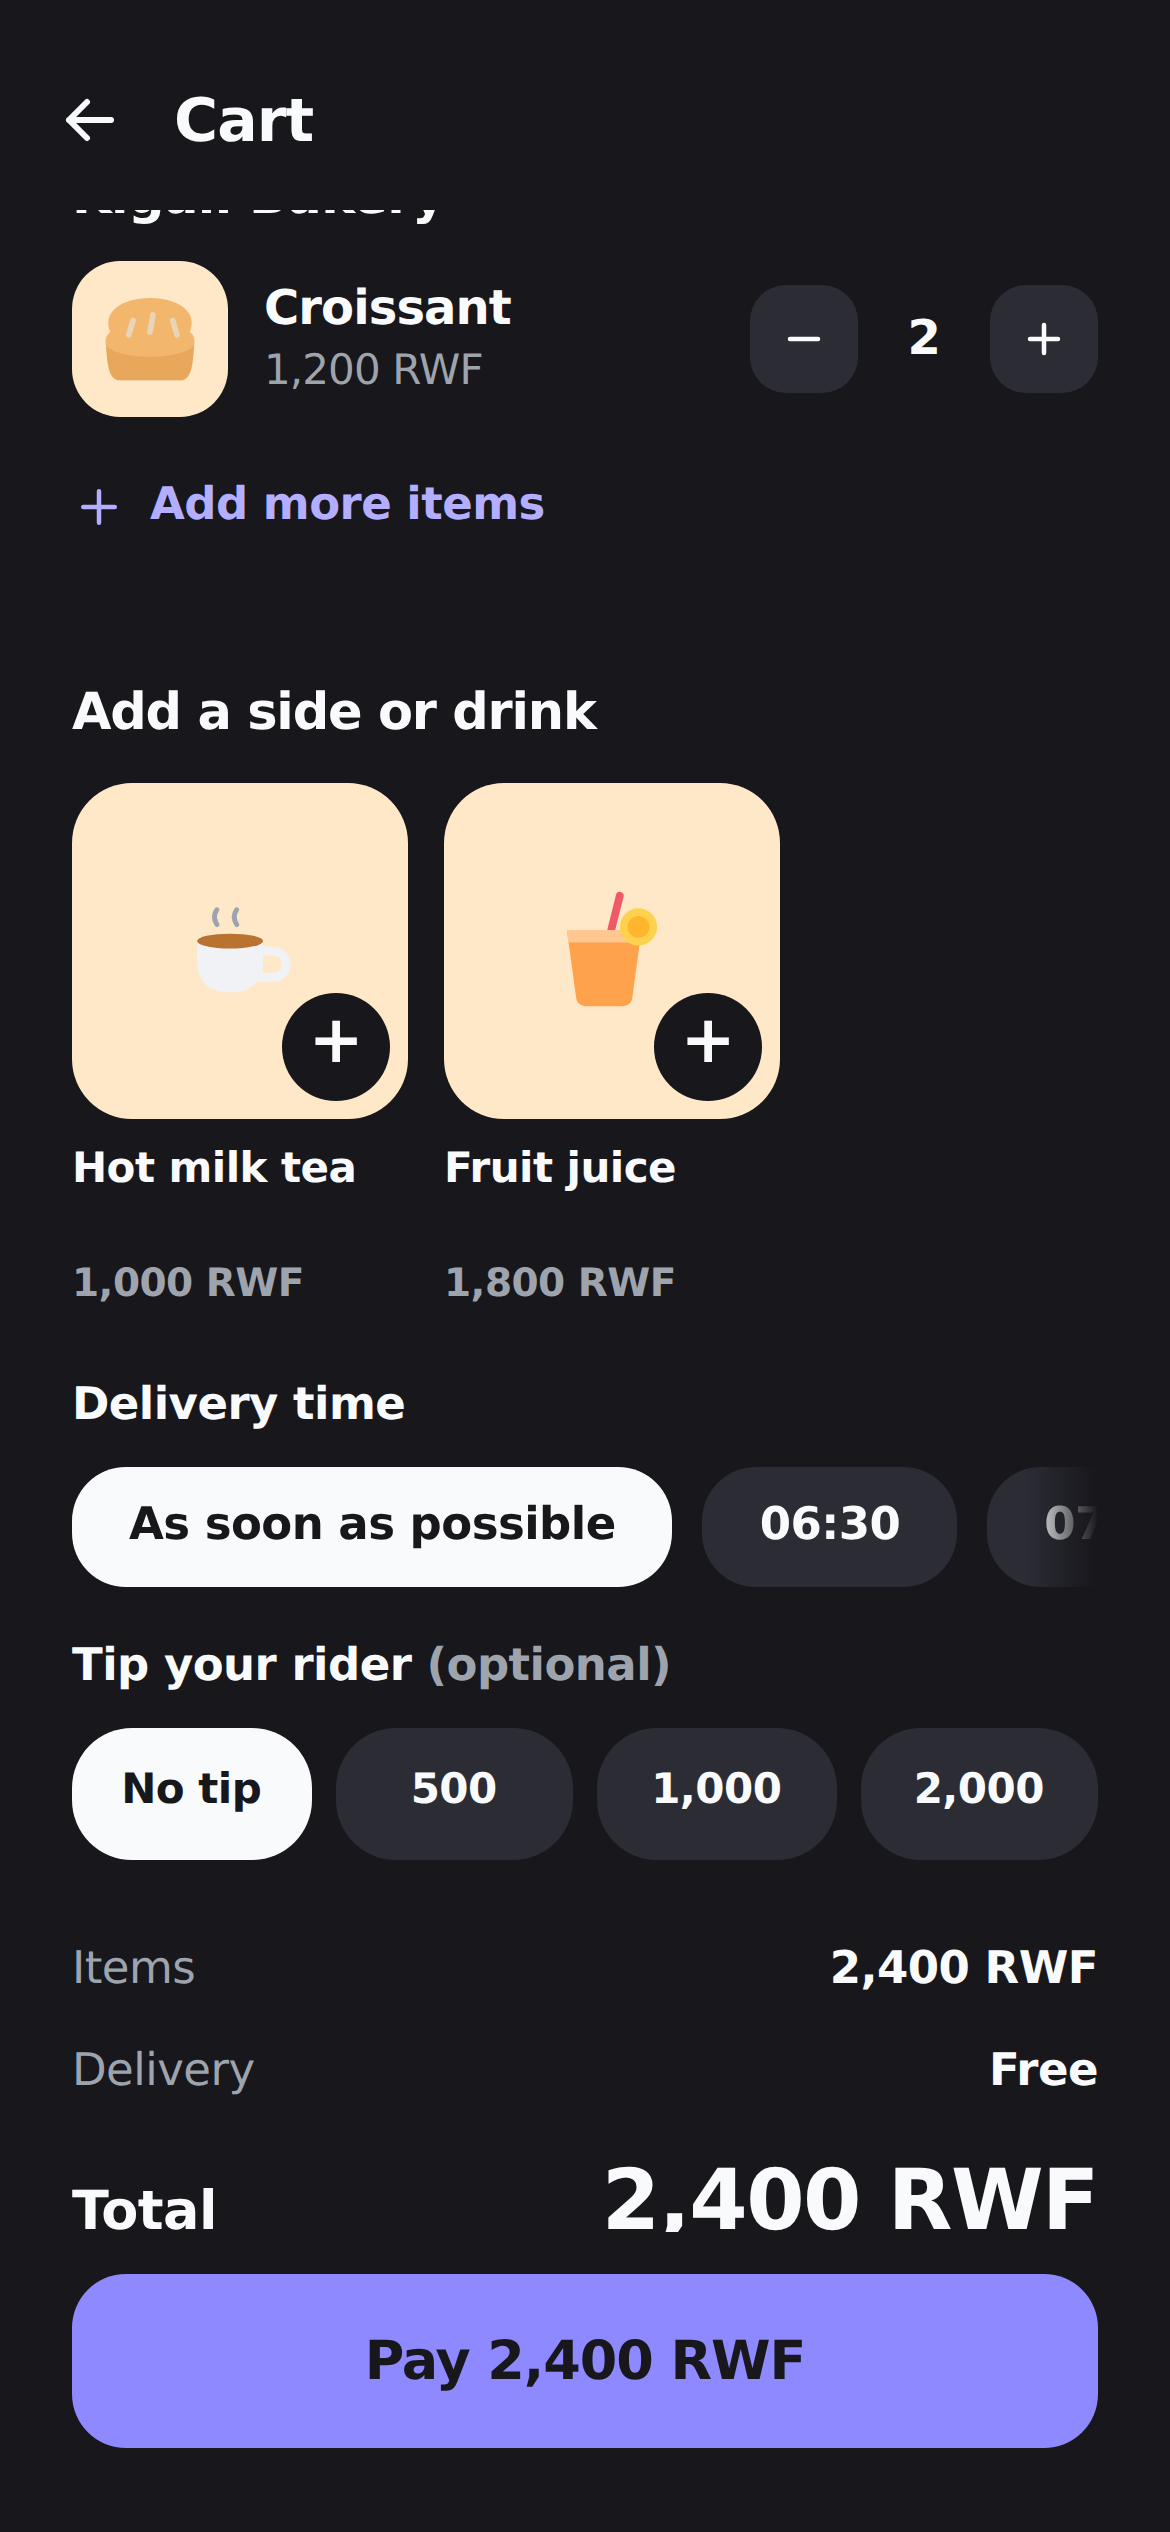 Cart
Bakery
Croissant
1,200 RWF
2
Add more items
Add a side or drink
Hot milk tea
Fruit juice
1,000 RWF
1,800 RWF
Delivery time
As soon as possible
06:30
Tip your rider (optional)
No tip
500
1,000
2,000
Items
2,400 RWF
Delivery
Free
Total
2,400 RWF
Pay 2,400 RWF